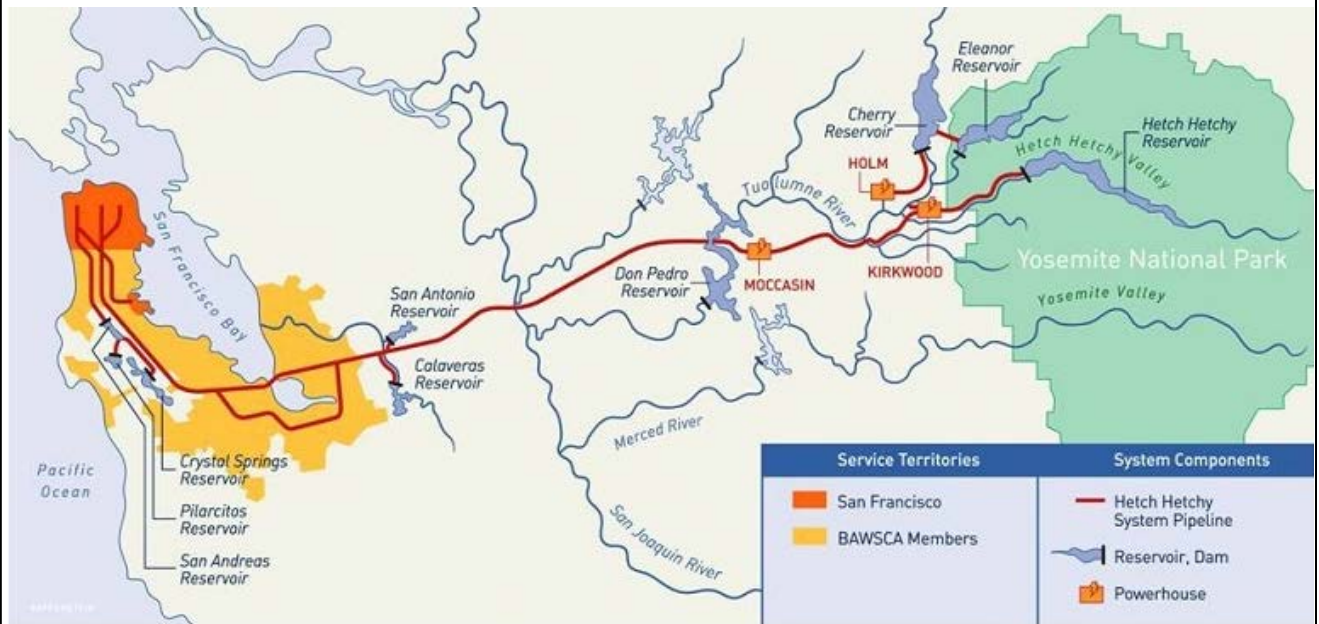 Eleanor
Reservoir
Cherry
Reservoir
Hetch Hetchy
Reservoir
Hetch Hetchy Valley
HOLM
Tuolumne River
San Francisco Bay
Yosemite National Park
KIRKWOOD
Don Pedro
Reservoir
MOCCASIN
Yosemite Valley
San Antonio
Reservoir
Calaveras
Reservoir
Merced River
Pacific
Ocean
Crystal Springs
Reservoir
Pilarcitos
Reservoir
San Andreas
Reservoir
San Joaquin River
Service Territories
San Francisco
BAWSCA Members
System Components
Hetch Hetchy
System Pipeline
Reservoir, Dam
Powerhouse